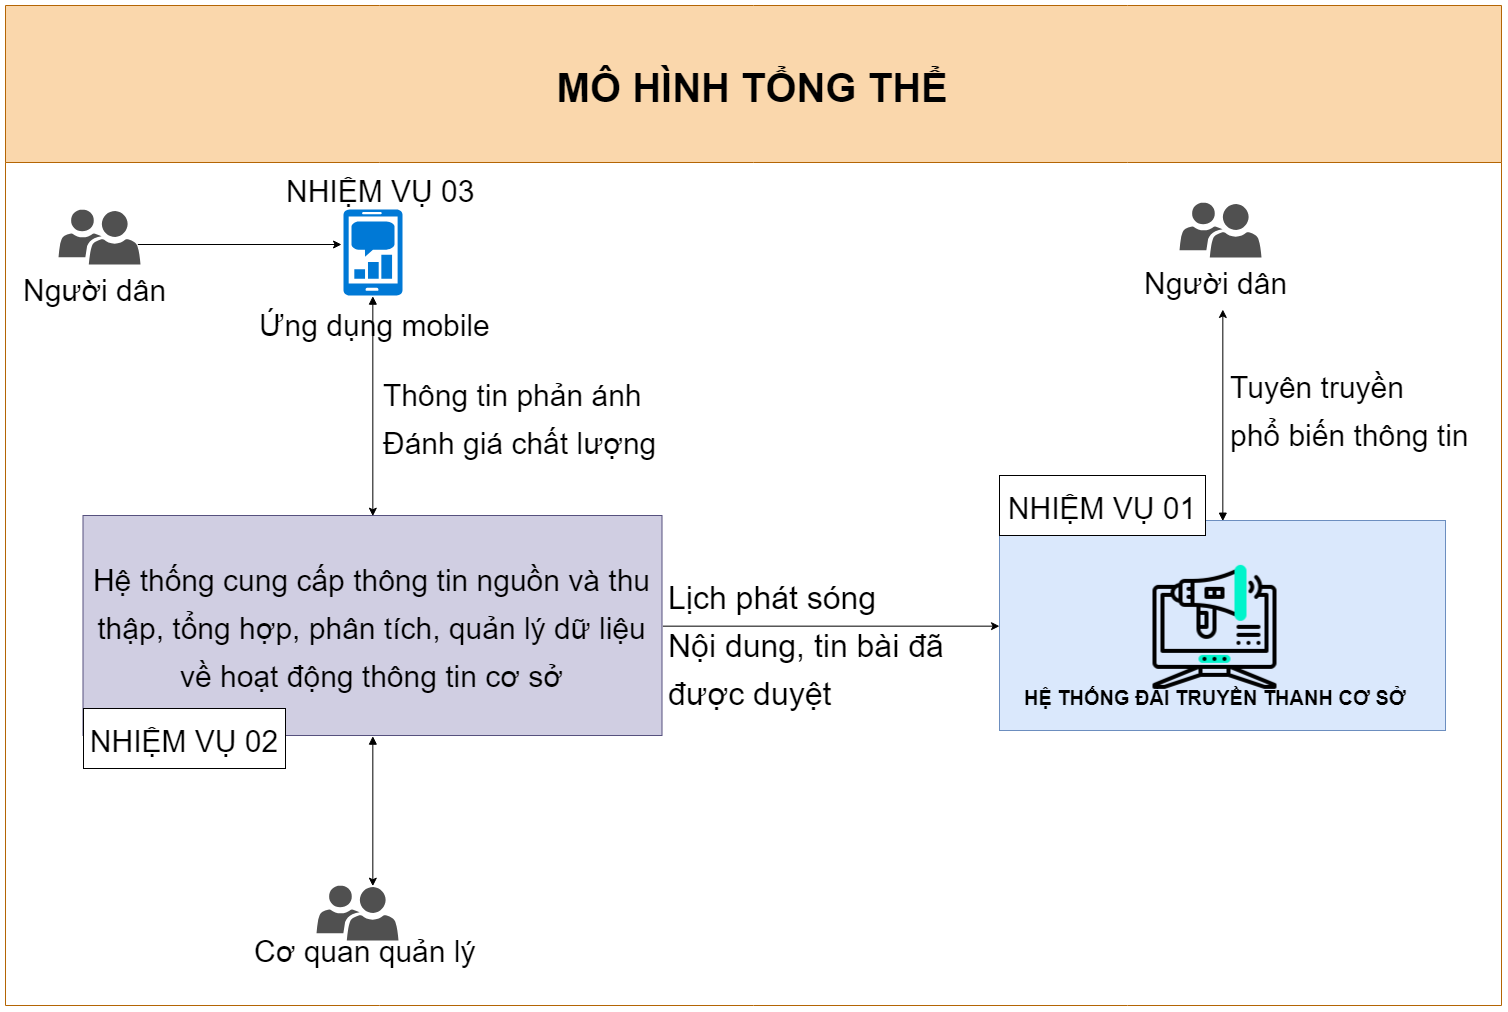 MÔ HÌNH TỔNG THỂ
NHIỆM VỤ 03
Người dân
Ứng dụng mobile
Thông tin phản ánh
Đánh giá chất lượng
Người dân
Tuyên truyền
phổ biến thông tin
NHIỆM VỤ 01
HỆ THỐNG ĐÀI TRUYỀN THANH CƠ SỞ
Hệ thống cung cấp thông tin nguồn và thu
thập, tổng hợp, phân tích, quản lý dữ liệu
về hoạt động thông tin cơ sở
NHIỆM VỤ 02
Lịch phát sóng
Nội dung, tin bài đã
được duyệt
Cơ quan quản lý